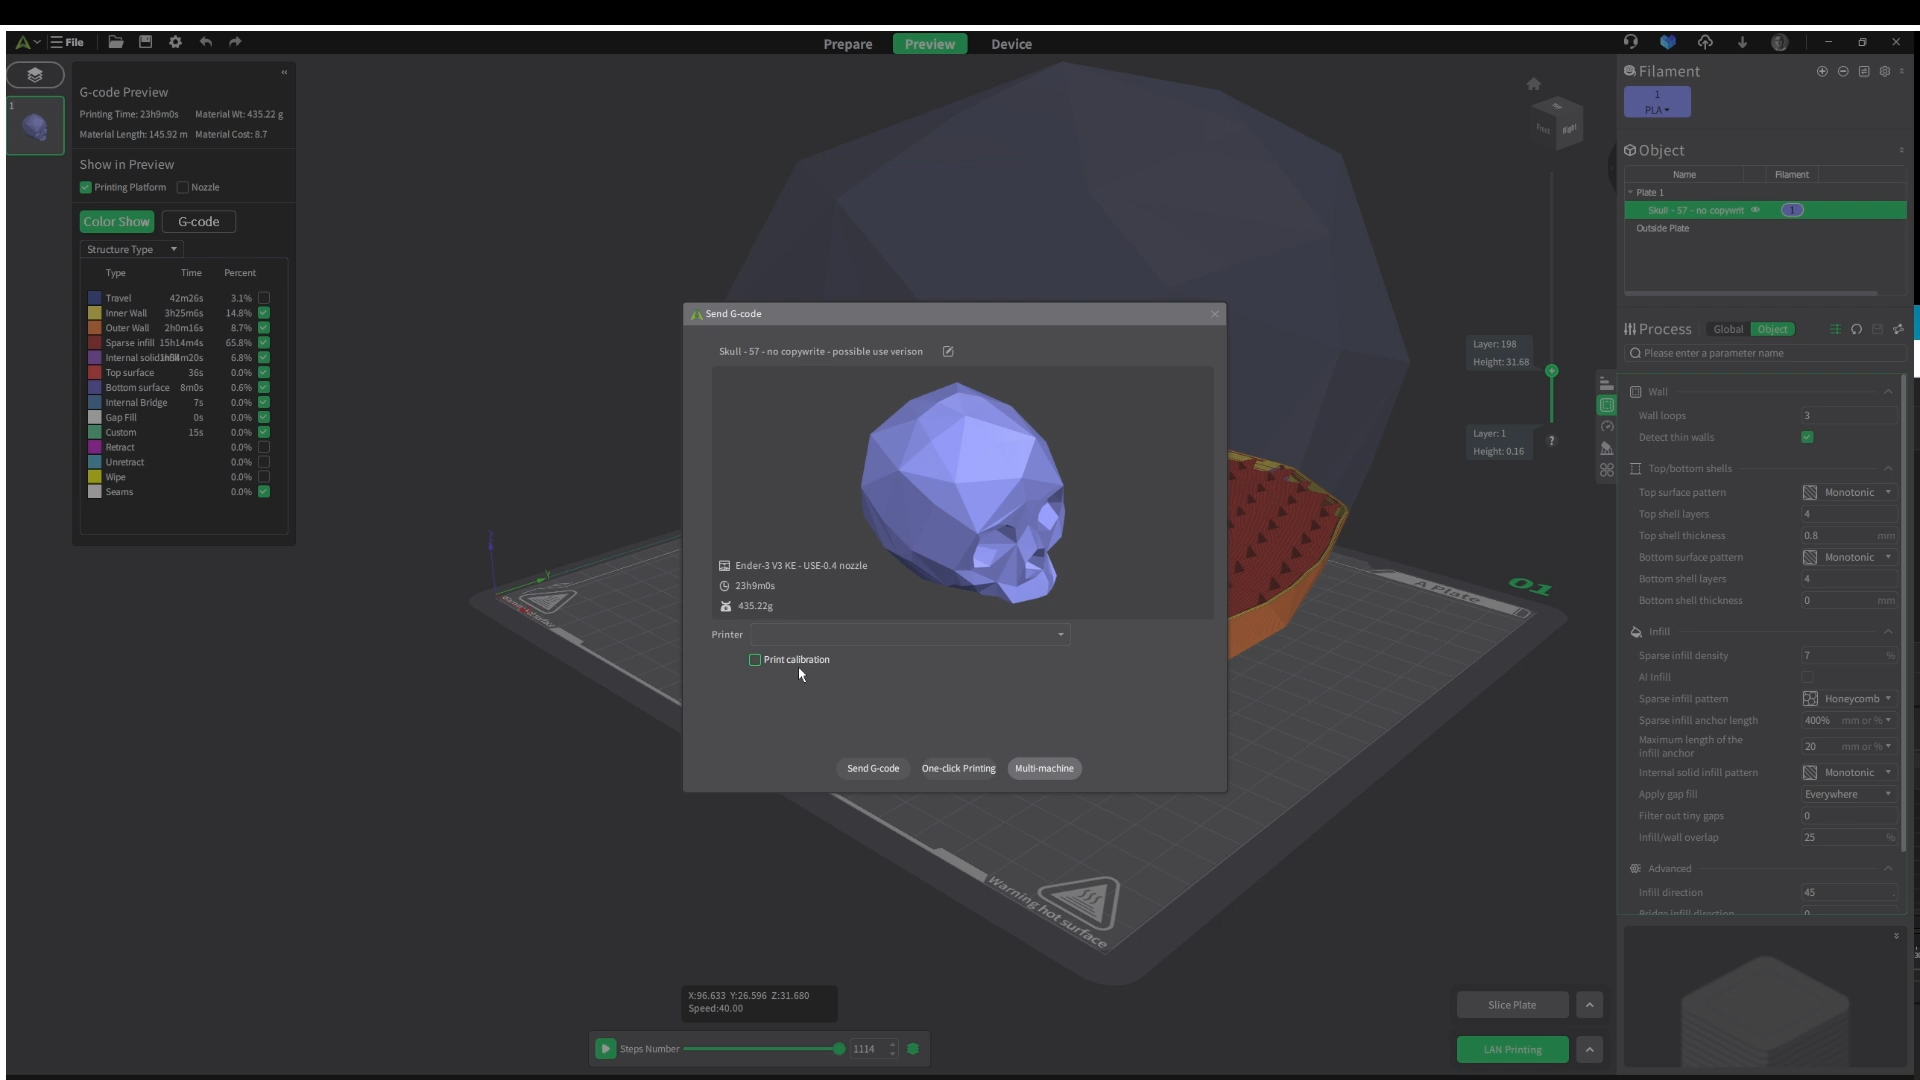 File
Prepare
Preview
Device
1
G-code Preview
Printing Time: 23h9m0s Material Wt: 435.22 g
Material Length: 145.92 m Material Cost: 8.7
Show in Preview
Printing Platform Nozzle
Color Show G-code
Structure Type
Type Time Percent
Travel 42m26s 3.1%
Inner Wall 3h25m6s 14.8%
Outer Wall 2h0m16s 8.7%
Sparse infill 15h14m4s 65.8%
Internal solid 6.8%
Top surface 36s 0.0%
Bottom surface 8m0s 0.6%
Internal Bridge 7s 0.0%
Gap Fill 0s 0.0%
Custom 15s 0.0%
Retract 0.0%
Unretract 0.0%
Wipe 0.0%
Seams 0.0%
Front
Right
Layer: 198
Height: 31.68
Layer: 1
Height: 0.16
?
Send G-code
Skull - 57 - no copywrite - possible use verison
Ender-3 V3 KE - USE-0.4 nozzle
23h9m0s
435.22g
Printer
Print calibration
Send G-code One-click Printing Multi-machine
A Plate
01
Warning hot surface
X:96.633 Y:26.596 Z:31.680
Speed:40.00
Steps Number 1114
Slice Plate
LAN Printing
Filament
1
PLA
Object
Name Filament
Plate 1
Skull - 57 - no copywrit 1
Outside Plate
Process Global Object
Please enter a parameter name
Wall
Wall loops 3
Detect thin walls
Top/bottom shells
Top surface pattern Monotonic
Top shell layers 4
Top shell thickness 0.8 mm
Bottom surface pattern Monotonic
Bottom shell layers 4
Bottom shell thickness 0 mm
Infill
Sparse infill density 7 %
AI Infill
Sparse infill pattern Honeycomb
Sparse infill anchor length 400% mm or %
Maximum length of the
infill anchor 20 mm or %
Internal solid infill pattern Monotonic
Apply gap fill Everywhere
Filter out tiny gaps 0
Infill/wall overlap 25 %
Advanced
Infill direction 45
Bridge infill direction 0